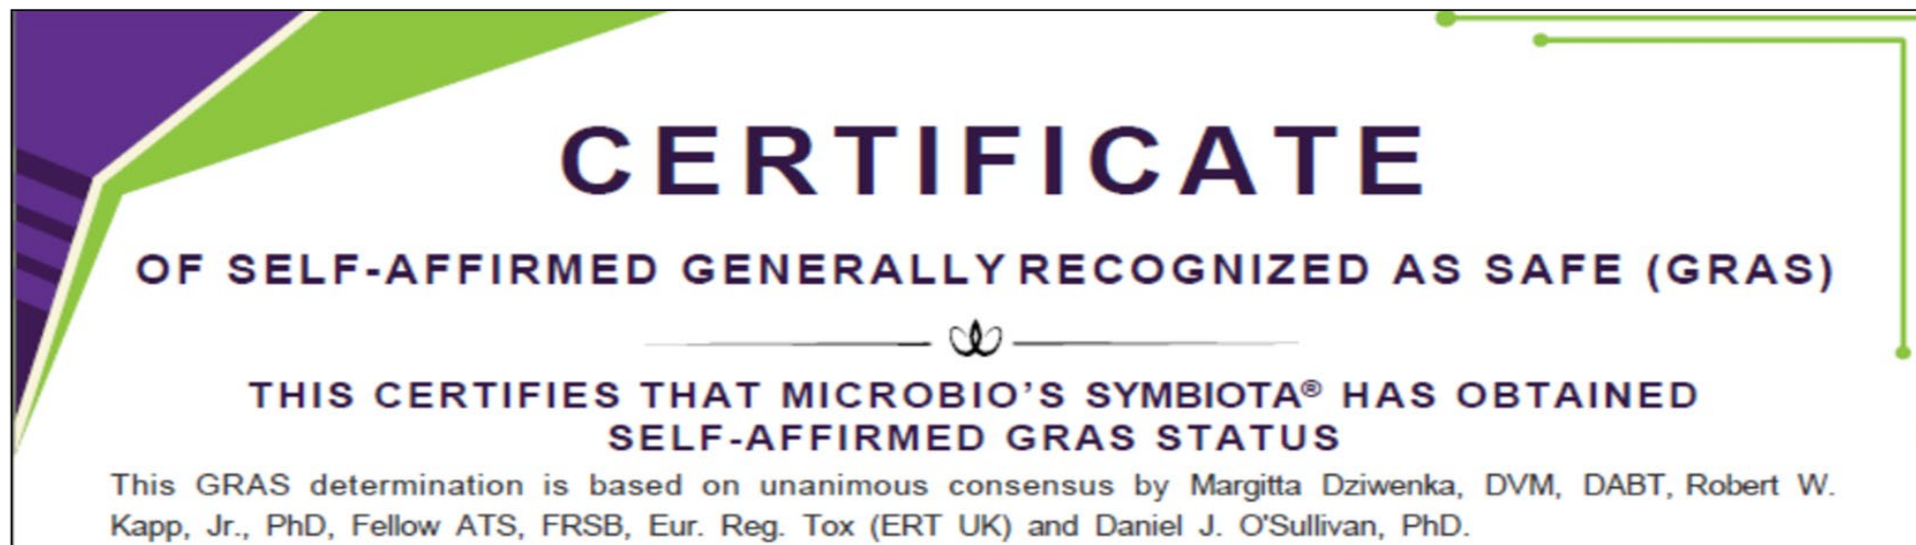 CERTIFICATE
OF SELF-AFFIRMED GENERALLY RECOGNIZED AS SAFE (GRAS)
THIS CERTIFIES THAT MICROBIO’S SYMBIOTA® HAS OBTAINED
SELF-AFFIRMED GRAS STATUS
This GRAS determination is based on unanimous consensus by Margitta Dziwenka, DVM, DABT, Robert W.
Kapp, Jr., PhD, Fellow ATS, FRSB, Eur. Reg. Tox (ERT UK) and Daniel J. O'Sullivan, PhD.